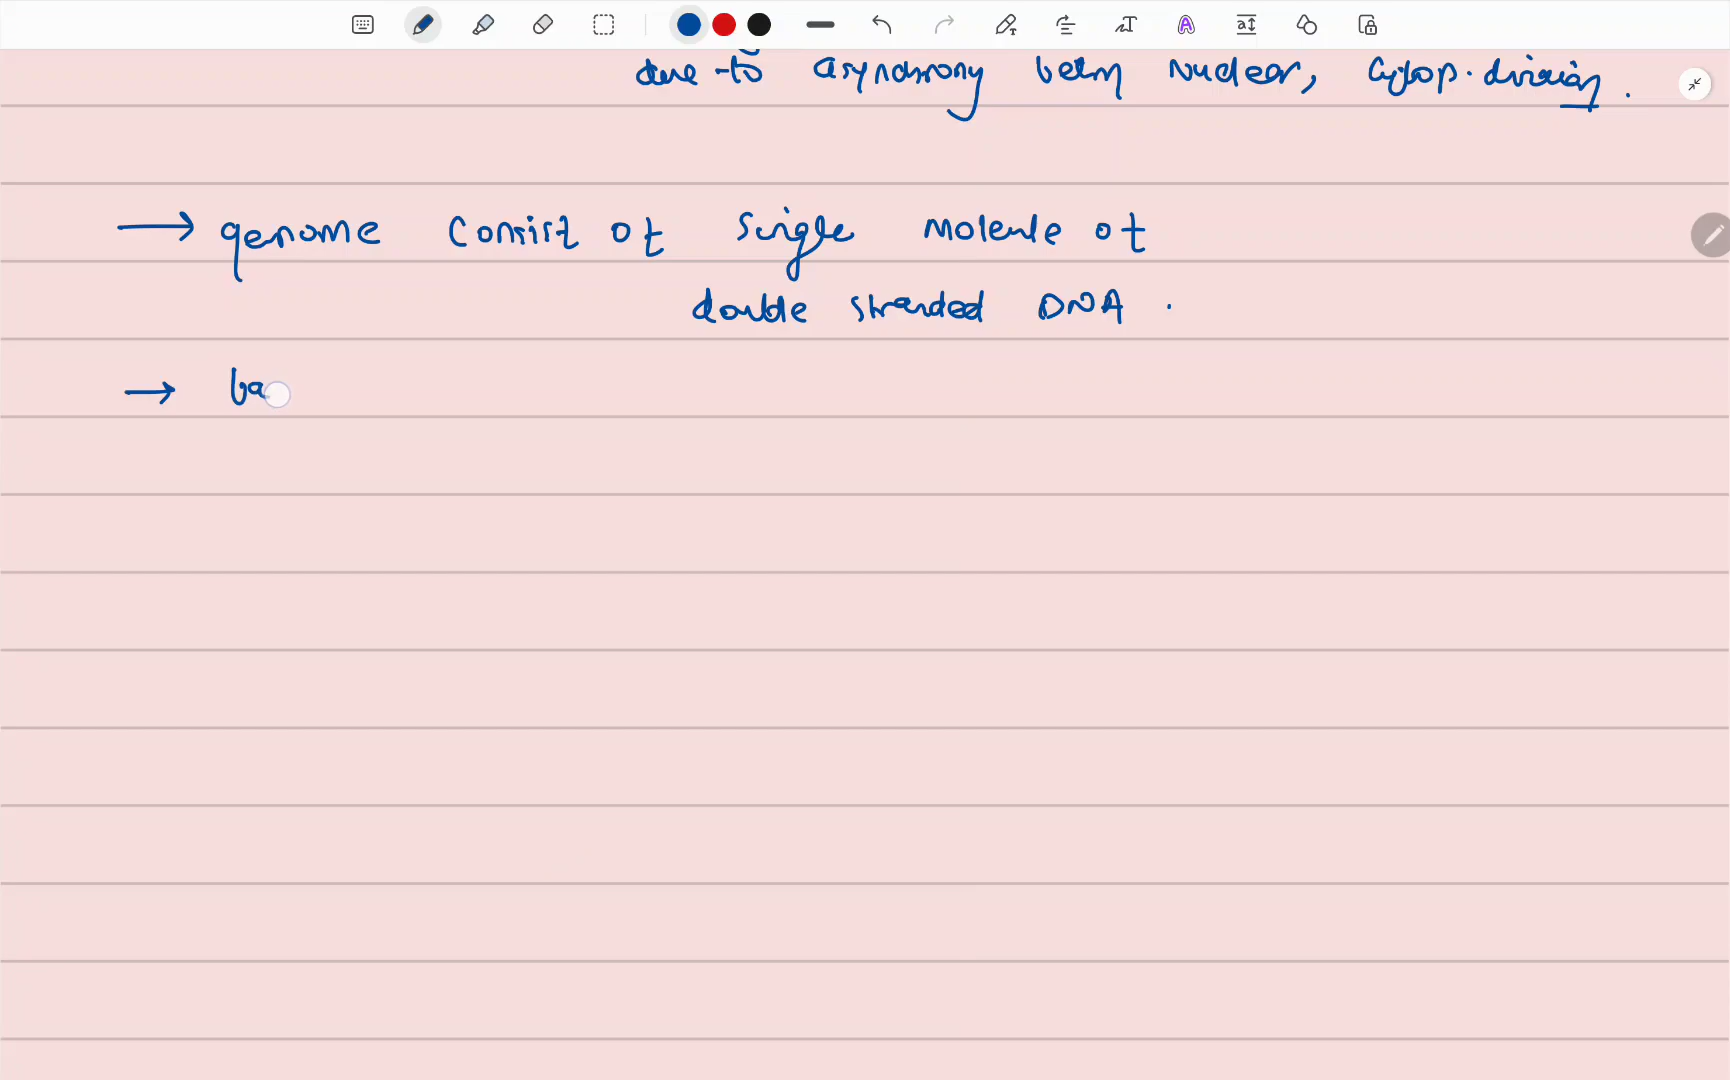 due to asynchrony betn nuclear, cytop. division.
→ genome consist of single molecule of
double stranded DNA.
→ ba